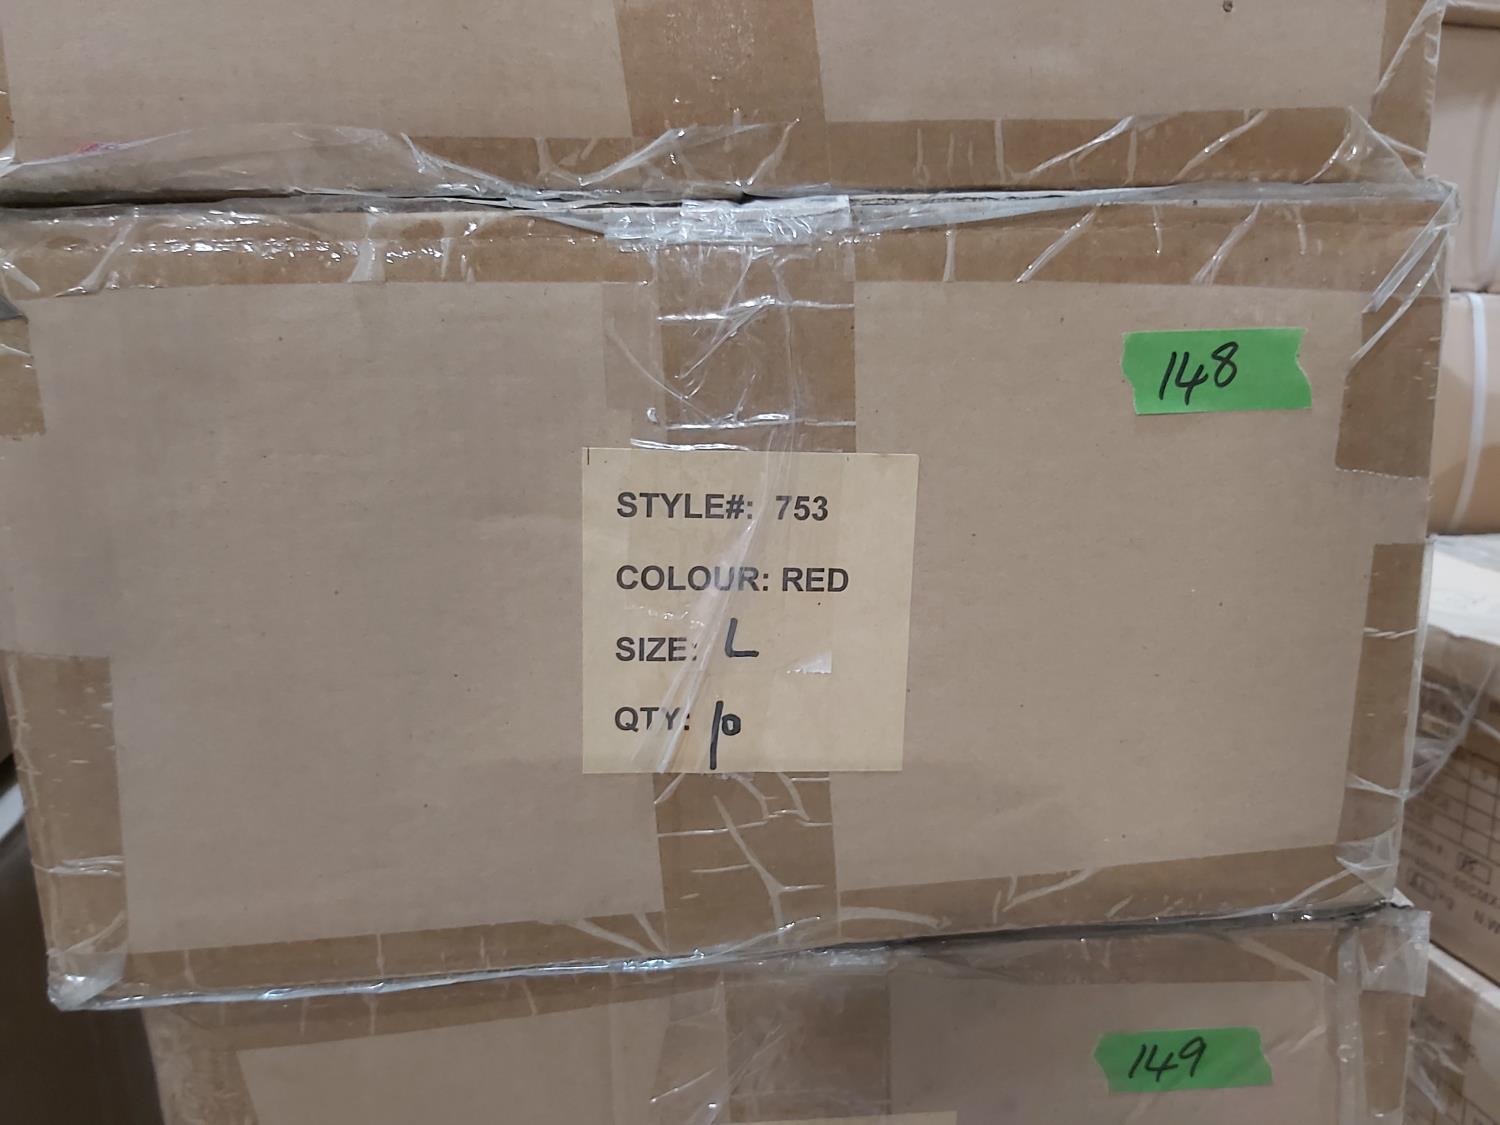 148
STYLE#: 753
COLOUR: RED
SIZE: L
QTY: 10
149